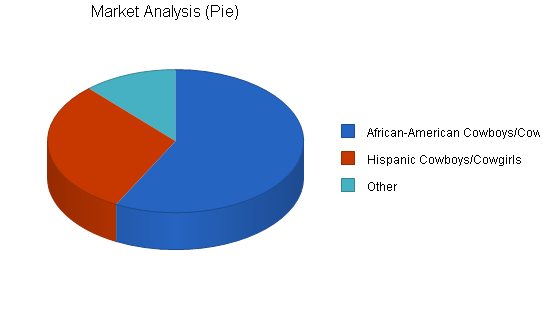 Market Analysis (Pie)
African-American Cowboys/Cow
Hispanic Cowboys/Cowgirls
Other